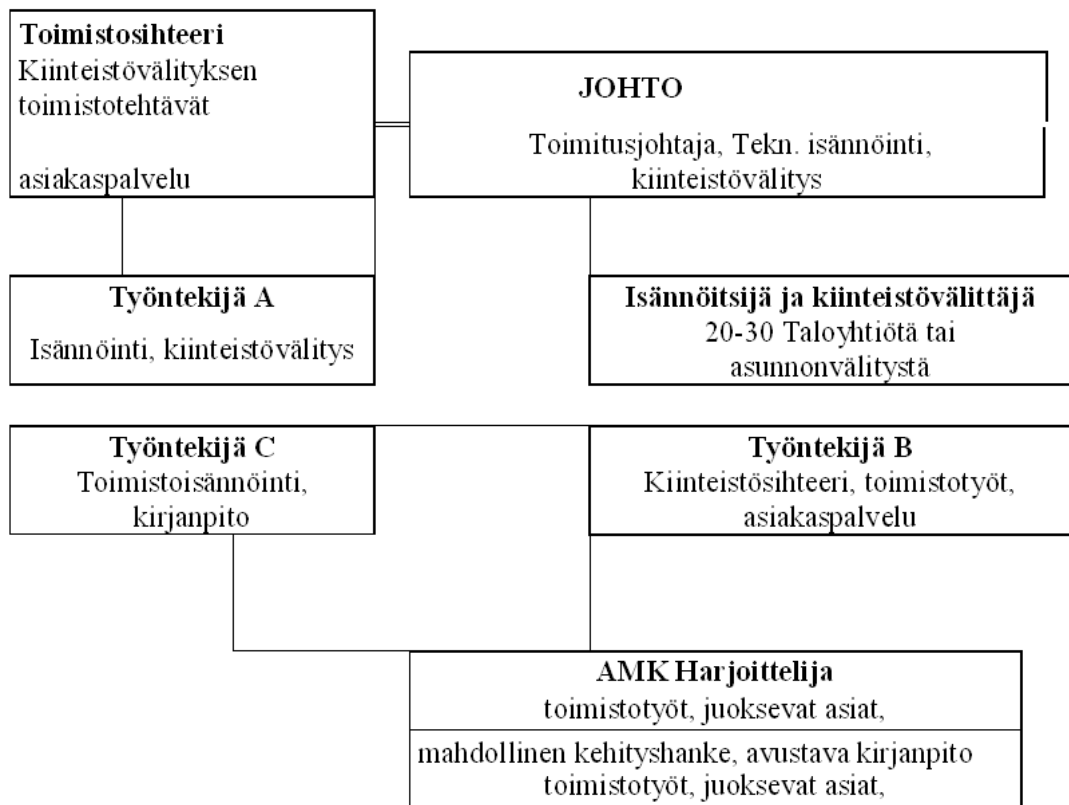 Toimistosihteeri
Kiinteistövälityksen
toimistotehtävät
asiakaspalvelu
JOHTO
Toimitusjohtaja, Tekn. isännöinti,
kiinteistövälitys
Työntekijä A
Isännöinti, kiinteistövälitys
Isännöitsijä ja kiinteistövälittäjä
20-30 Taloyhtiötä tai
asunnonvälitystä
Työntekijä C
Toimistoisännöinti,
kirjanpito
Työntekijä B
Kiinteistösihteeri, toimistotyöt,
asiakaspalvelu
AMK Harjoittelija
toimistotyöt, juoksevat asiat,
mahdollinen kehityshanke, avustava kirjanpito
toimistotyöt, juoksevat asiat,